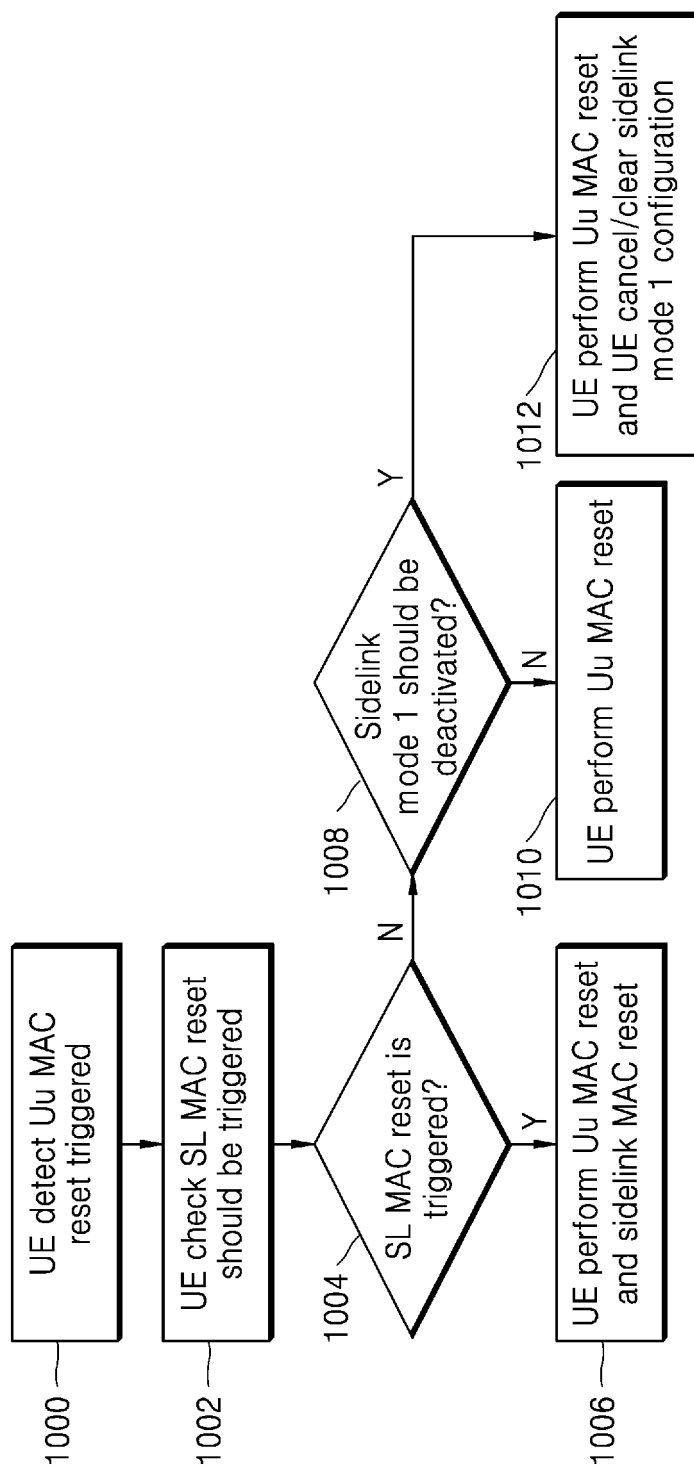 1000
UE detect Uu MAC
reset triggered
1002
UE check SL MAC reset
should be triggered
1004
SL MAC reset is
triggered?
N
Y
1006
UE perform Uu MAC reset
and sidelink MAC reset
1008
Sidelink
mode 1 should be
deactivated?
Y
N
1010
UE perform Uu MAC reset
1012
UE perform Uu MAC reset
and UE cancel/clear sidelink
mode 1 configuration